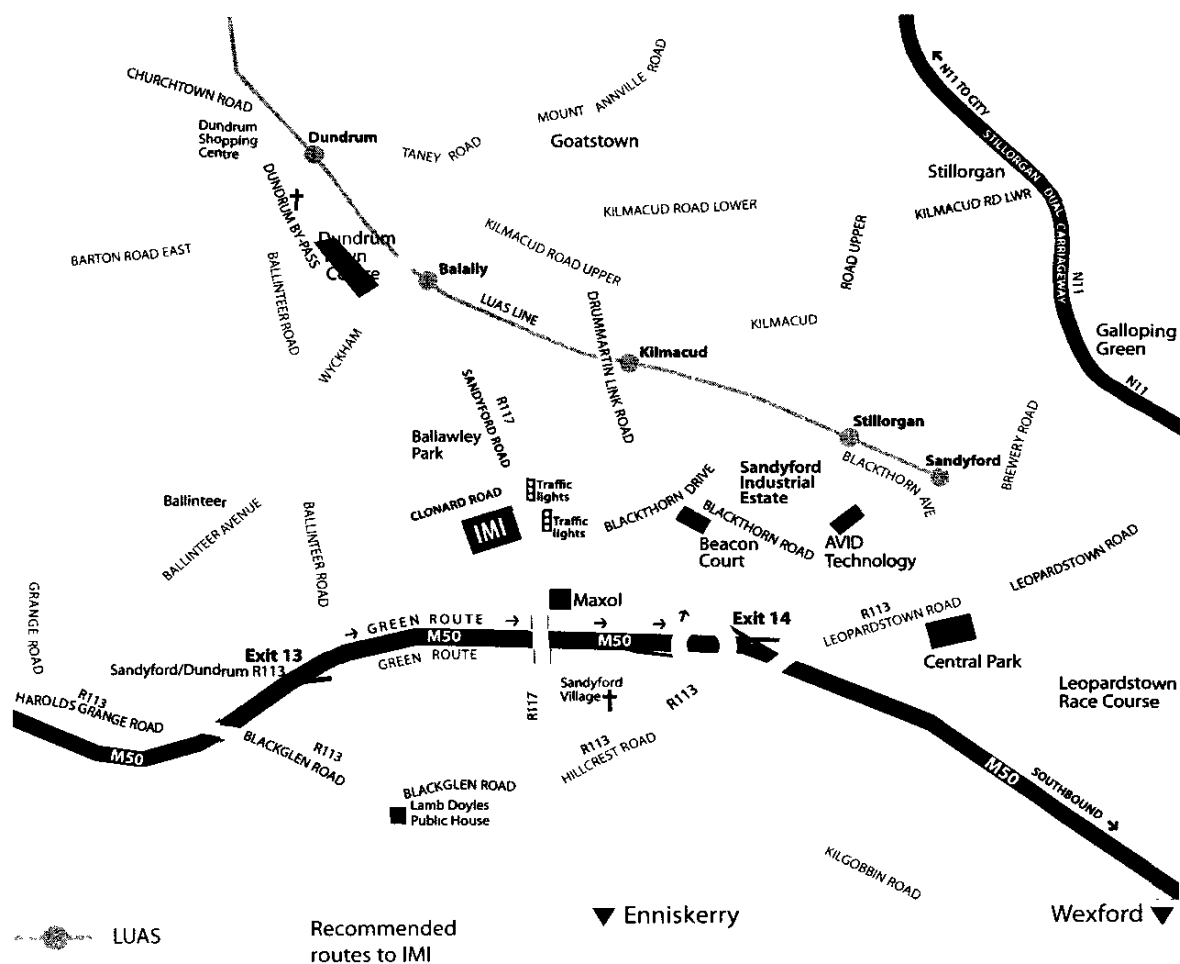 CHURCHTOWN ROAD
Dundrum
Shopping
Centre
Dundrum
TANEY ROAD
MOUNT ANNVILLE ROAD
Goatstown
N11 TO CITY
STILLORGAN DUAL CARRIAGEWAY
Stillorgan
KILMACUD RD LWR
N11
Galloping
Green
N11
DUNDRUM BY-PASS
Dundrum
Town
Centre
BARTON ROAD EAST
BALLINTEER ROAD
WYCKHAM
Balally
LUAS LINE
KILMACUD ROAD LOWER
KILMACUD ROAD UPPER
ROAD UPPER
KILMACUD
DRUMMARTIN LINK ROAD
Kilmacud
SANDYFORD ROAD
R117
Ballawley
Park
Stillorgan
Sandyford
BLACKTHORN AVE
BREWERY ROAD
Sandyford
Industrial
Estate
Ballinteer
BALLINTEER AVENUE
BALLINTEER ROAD
CLONARD ROAD
IMI
Traffic
lights
Traffic
lights
BLACKTHORN DRIVE
BLACKTHORN ROAD
Beacon
Court
AVID
Technology
LEOPARDSTOWN ROAD
R113
LEOPARDSTOWN ROAD
GRANGE ROAD
Maxol
GREEN ROUTE
M50
GREEN ROUTE
M50
Exit 14
Central Park
Leopardstown
Race Course
Exit 13
Sandyford/Dundrum R113
R113
HAROLDS GRANGE ROAD
M50
BLACKGLEN ROAD
R113
R117
Sandyford
Village
R113
R113
HILLCREST ROAD
BLACKGLEN ROAD
Lamb Doyles
Public House
M50
SOUTHBOUND
KILGOBBIN ROAD
LUAS
Recommended
routes to IMI
Enniskerry
Wexford